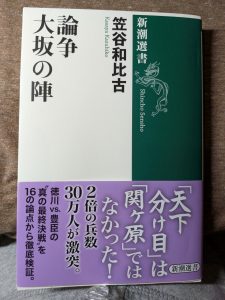 論争
大坂の陣
笠谷和比古
Kasaya Kazuhiko
新潮選書
Shincho Sensho
「天下
分け目」は
「関ヶ原」では
なかった!
2倍の兵数
30万人が激突。
徳川vs.豊臣の
“真の最終決戦”を
16の論点から徹底検証。
新潮選書